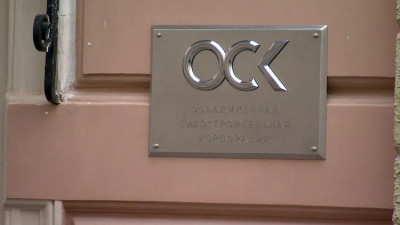 ОСК
ОБЪЕДИНЕННАЯ
СУДОСТРОИТЕЛЬНАЯ
КОРПОРАЦИЯ